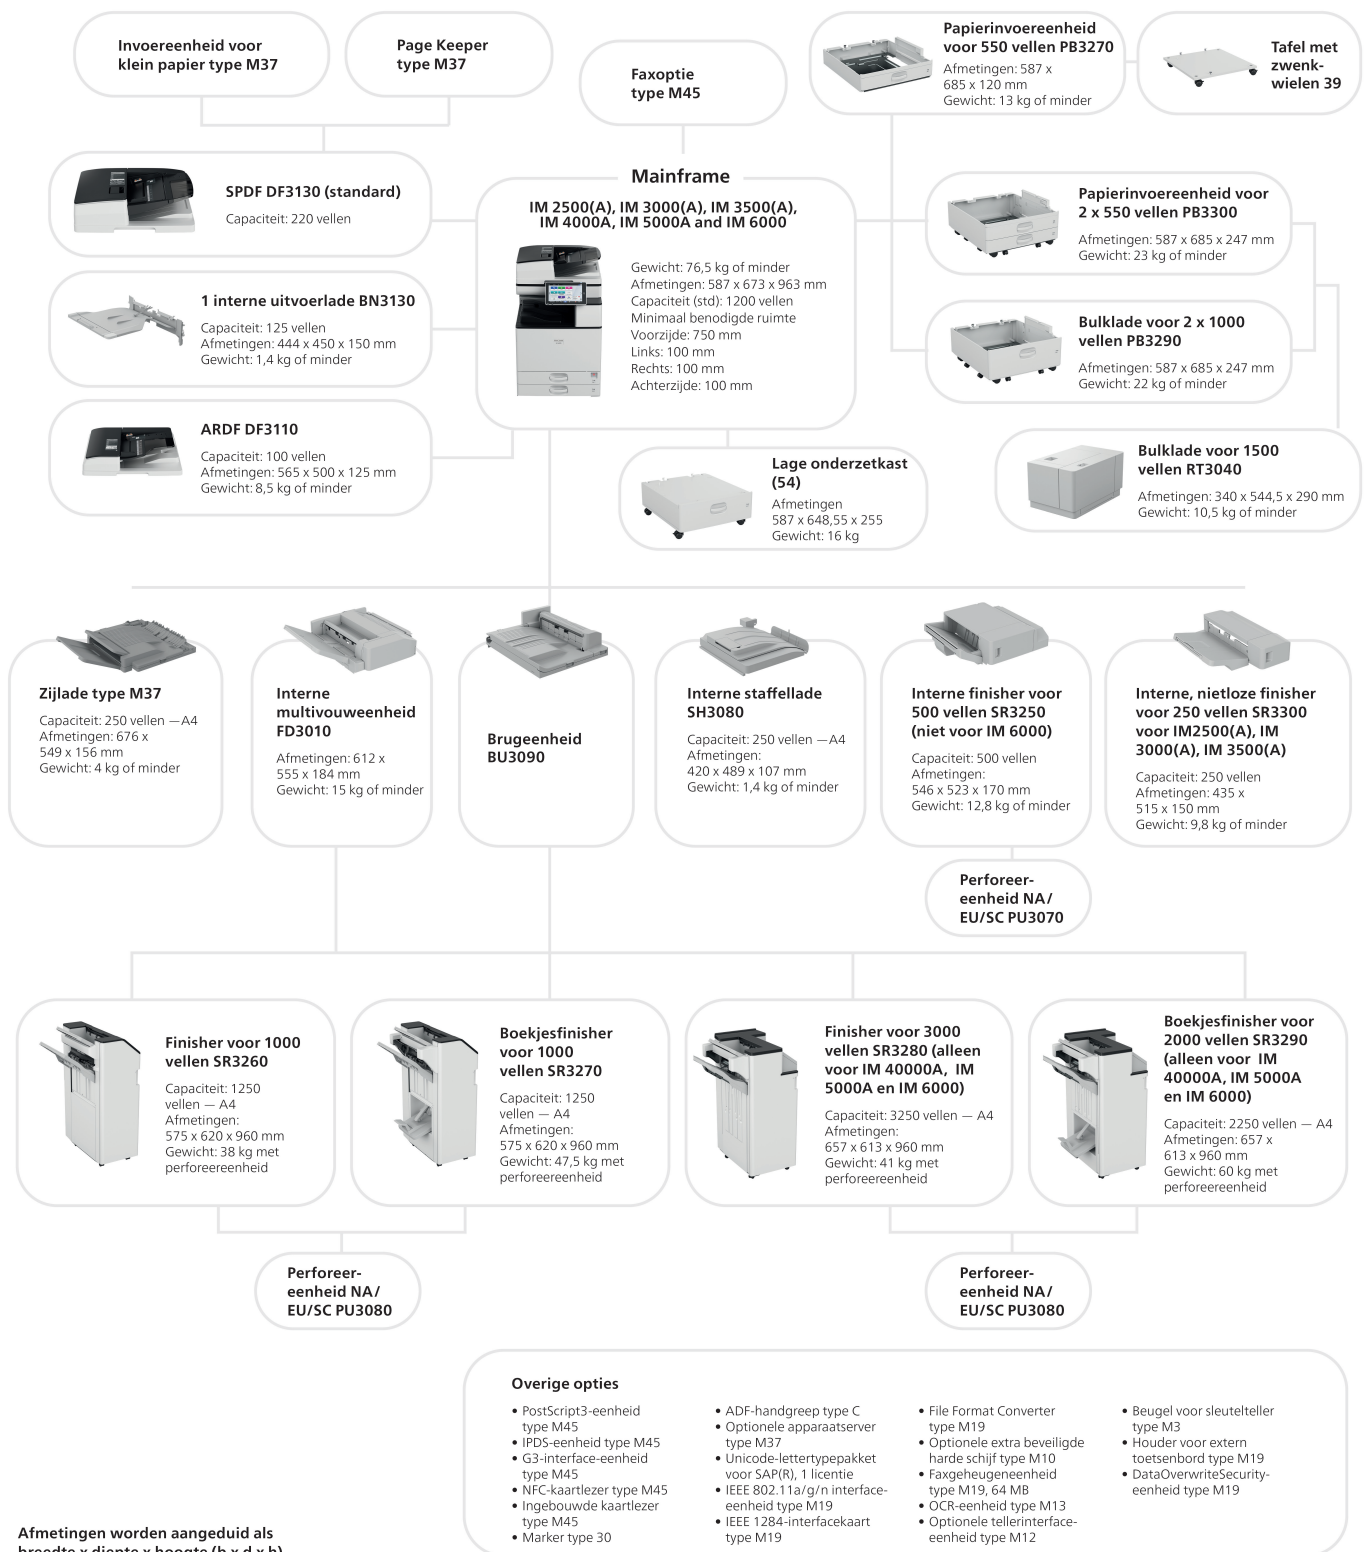 Invoereenheid voor
klein papier type M37
Page Keeper
type M37
Faxoptie
type M45
Papierinvoereenheid
voor 550 vellen PB3270
Afmetingen: 587 x
685 x 120 mm
Gewicht: 13 kg of minder
Tafel met
zwenk-
wielen 39
SPDF DF3130 (standard)
Capaciteit: 220 vellen
1 interne uitvoerlade BN3130
Capaciteit: 125 vellen
Afmetingen: 444 x 450 x 150 mm
Gewicht: 1,4 kg of minder
ARDF DF3110
Capaciteit: 100 vellen
Afmetingen: 565 x 500 x 125 mm
Gewicht: 8,5 kg of minder
Mainframe
IM 2500(A), IM 3000(A), IM 3500(A),
IM 4000A, IM 5000A and IM 6000
Gewicht: 76,5 kg of minder
Afmetingen: 587 x 673 x 963 mm
Capaciteit (std): 1200 vellen
Minimaal benodigde ruimte
Voorzijde: 750 mm
Links: 100 mm
Rechts: 100 mm
Achterzijde: 100 mm
Papierinvoereenheid voor
2 x 550 vellen PB3300
Afmetingen: 587 x 685 x 247 mm
Gewicht: 23 kg of minder
Bulklade voor 2 x 1000
vellen PB3290
Afmetingen: 587 x 685 x 247 mm
Gewicht: 22 kg of minder
Lage onderzetkast
(54)
Afmetingen
587 x 648,55 x 255
Gewicht: 16 kg
Bulklade voor 1500
vellen RT3040
Afmetingen: 340 x 544,5 x 290 mm
Gewicht: 10,5 kg of minder
Zijlade type M37
Capaciteit: 250 vellen —A4
Afmetingen: 676 x
549 x 156 mm
Gewicht: 4 kg of minder
Interne
multivouweenheid
FD3010
Afmetingen: 612 x
555 x 184 mm
Gewicht: 15 kg of minder
Brugeenheid
BU3090
Interne staffellade
SH3080
Capaciteit: 250 vellen —A4
Afmetingen:
420 x 489 x 107 mm
Gewicht: 1,4 kg of minder
Interne finisher voor
500 vellen SR3250
(niet voor IM 6000)
Capaciteit: 500 vellen
Afmetingen:
546 x 523 x 170 mm
Gewicht: 12,8 kg of minder
Interne, nietloze finisher
voor 250 vellen SR3300
voor IM2500(A), IM
3000(A), IM 3500(A)
Capaciteit: 250 vellen
Afmetingen: 435 x
515 x 150 mm
Gewicht: 9,8 kg of minder
Perforeer-
eenheid NA/
EU/SC PU3070
Finisher voor 1000
vellen SR3260
Capaciteit: 1250
vellen — A4
Afmetingen:
575 x 620 x 960 mm
Gewicht: 38 kg met
perforeereenheid
Boekjesfinisher
voor 1000
vellen SR3270
Capaciteit: 1250
vellen — A4
Afmetingen:
575 x 620 x 960 mm
Gewicht: 47,5 kg met
perforeereenheid
Finisher voor 3000
vellen SR3280 (alleen
voor IM 40000A, IM
5000A en IM 6000)
Capaciteit: 3250 vellen — A4
Afmetingen:
657 x 613 x 960 mm
Gewicht: 41 kg met
perforeereenheid
Boekjesfinisher voor
2000 vellen SR3290
(alleen voor IM
40000A, IM 5000A
en IM 6000)
Capaciteit: 2250 vellen — A4
Afmetingen: 657 x
613 x 960 mm
Gewicht: 60 kg met
perforeereenheid
Perforeer-
eenheid NA/
EU/SC PU3080
Perforeer-
eenheid NA/
EU/SC PU3080
Overige opties
• PostScript3-eenheid
type M45
• IPDS-eenheid type M45
• G3-interface-eenheid
type M45
• NFC-kaartlezer type M45
• Ingebouwde kaartlezer
type M45
• Marker type 30
• ADF-handgreep type C
• Optionele apparaatserver
type M37
• Unicode-lettertypepakket
voor SAP(R), 1 licentie
• IEEE 802.11a/g/n interface-
eenheid type M19
• IEEE 1284-interfacekaart
type M19
• File Format Converter
type M19
• Optionele extra beveiligde
harde schijf type M10
• Faxgeheugeneenheid
type M19, 64 MB
• OCR-eenheid type M13
• Optionele tellerinterface-
eenheid type M12
• Beugel voor sleutelteller
type M3
• Houder voor extern
toetsenbord type M19
• DataOverwriteSecurity-
eenheid type M19
Afmetingen worden aangeduid als
breedte x diepte x hoogte (b x d x h)